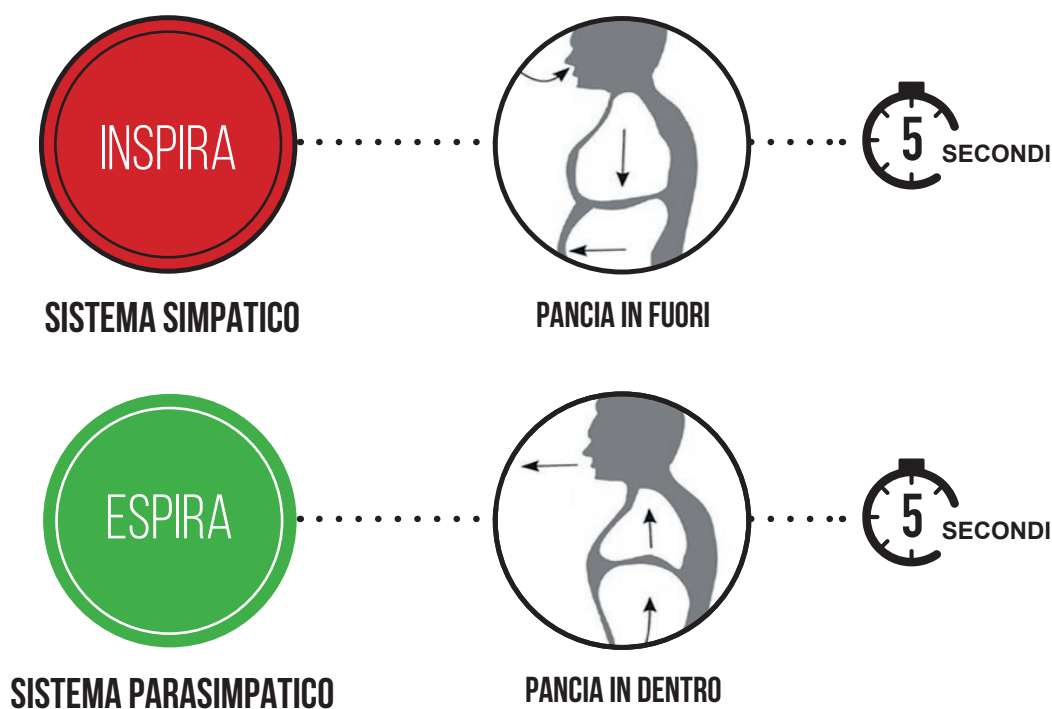 INSPIRA
5 SECONDI
SISTEMA SIMPATICO
PANCIA IN FUORI
ESPIRA
5 SECONDI
SISTEMA PARASIMPATICO
PANCIA IN DENTRO